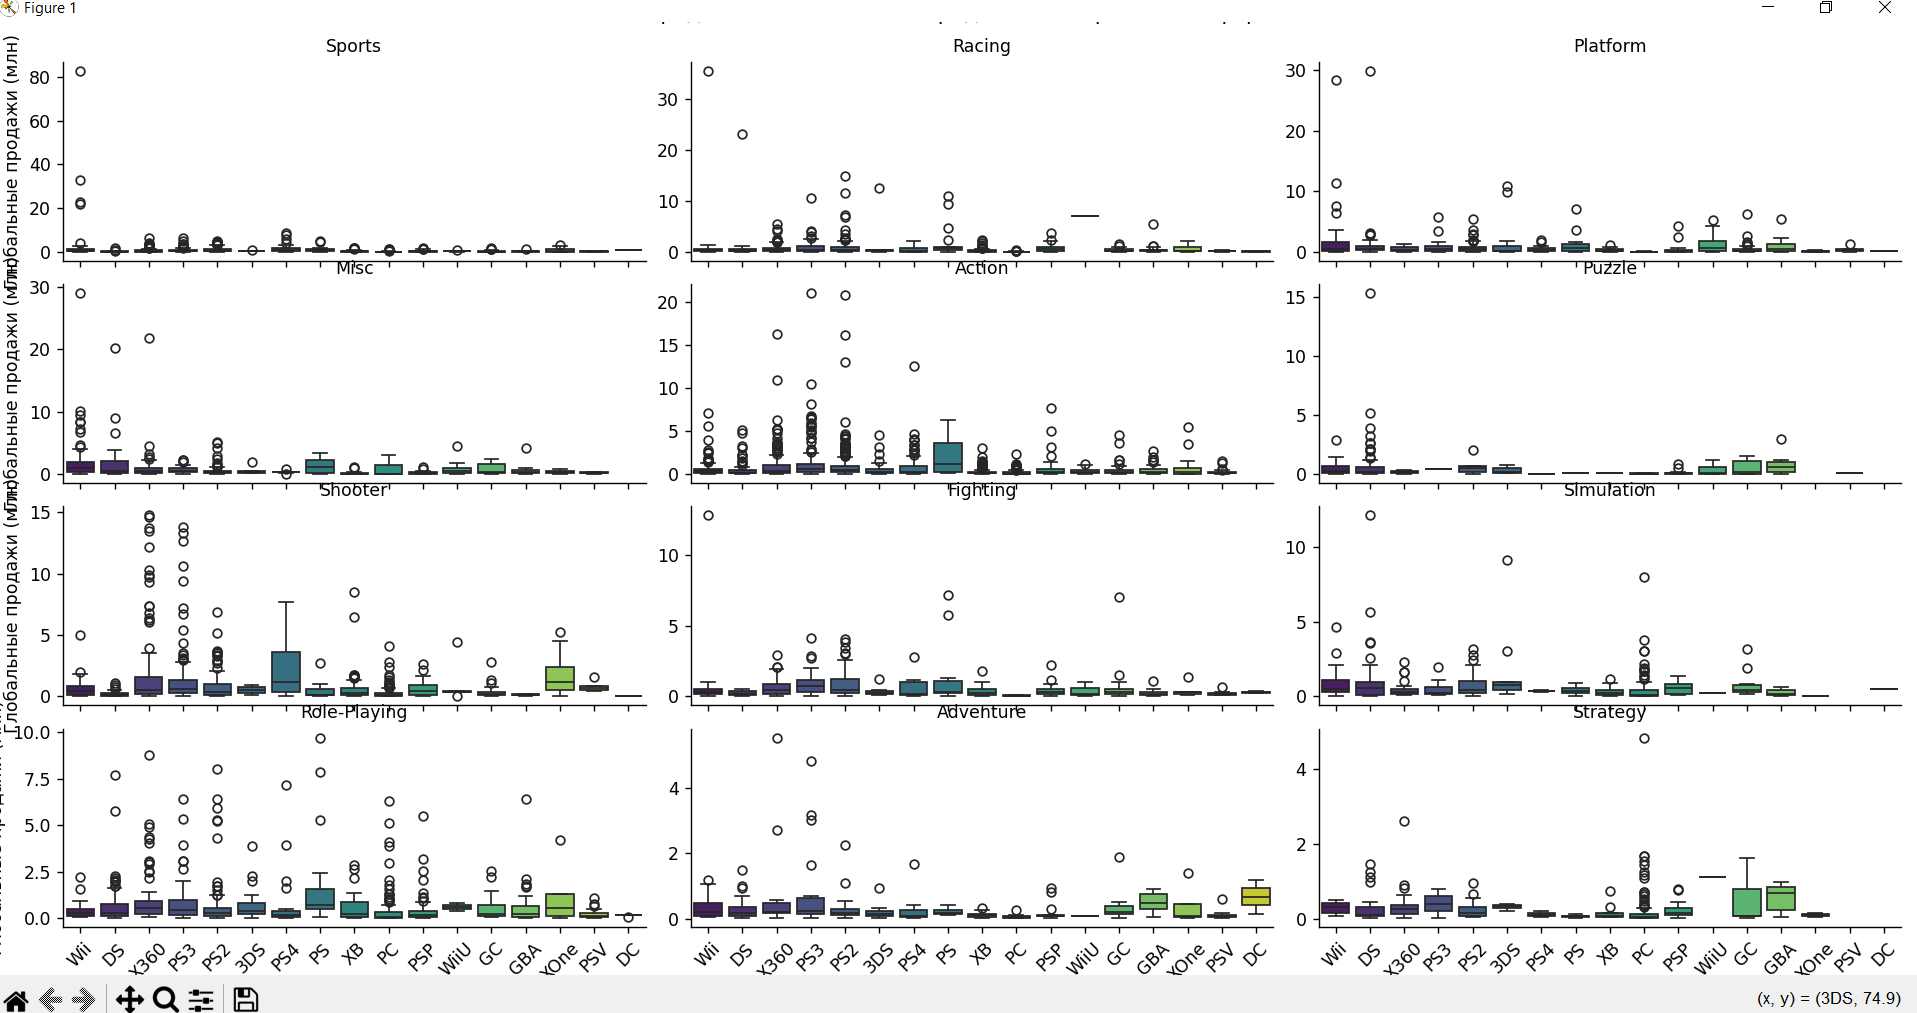 Figure 1
Sports
Racing
Platform
Глобальные продажи (млн)
80
60
40
20
0
30
20
10
0
30
20
10
0
Misc
Action
Puzzle
Глобальные продажи (млн)
30
20
10
0
20
15
10
5
0
15
10
5
0
Shooter
Fighting
Simulation
Глобальные продажи (млн)
15
10
5
0
10
5
0
10
5
0
Role-Playing
Adventure
Strategy
10.0
7.5
5.0
2.5
0.0
4
2
0
4
2
0
Wii DS X360 PS3 PS2 3DS PS4 PS XB PC PSP WiiU GC GBA XOne PSV DC
Wii DS X360 PS3 PS2 3DS PS4 PS XB PC PSP WiiU GC GBA XOne PSV DC
Wii DS X360 PS3 PS2 3DS PS4 PS XB PC PSP WiiU GC GBA XOne PSV DC
(x, y) = (3DS, 74.9)